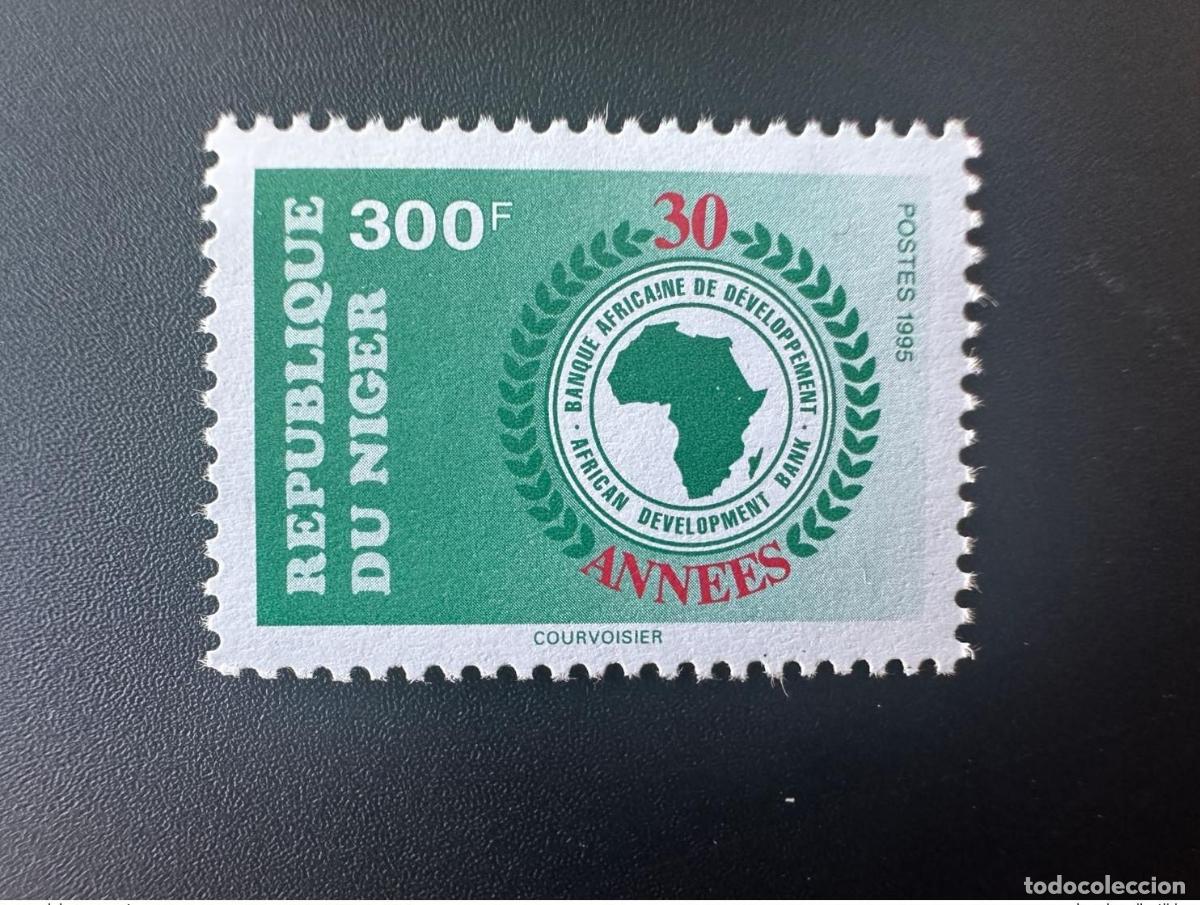 REPUBLIQUE
DU NIGER
300F
30
BANQUE AFRICAINE DE DÉVELOPPEMENT
AFRICAN DEVELOPMENT BANK
ANNEES
POSTES 1995
COURVOISIER
todocoleccion